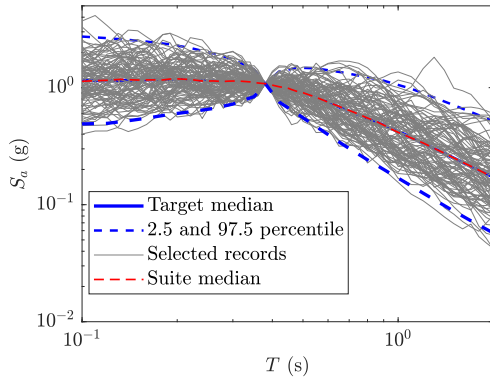 10^0
10^{-1}
10^{-2}
S_a (g)
Target median
2.5 and 97.5 percentile
Selected records
Suite median
10^{-1}
10^0
T (s)